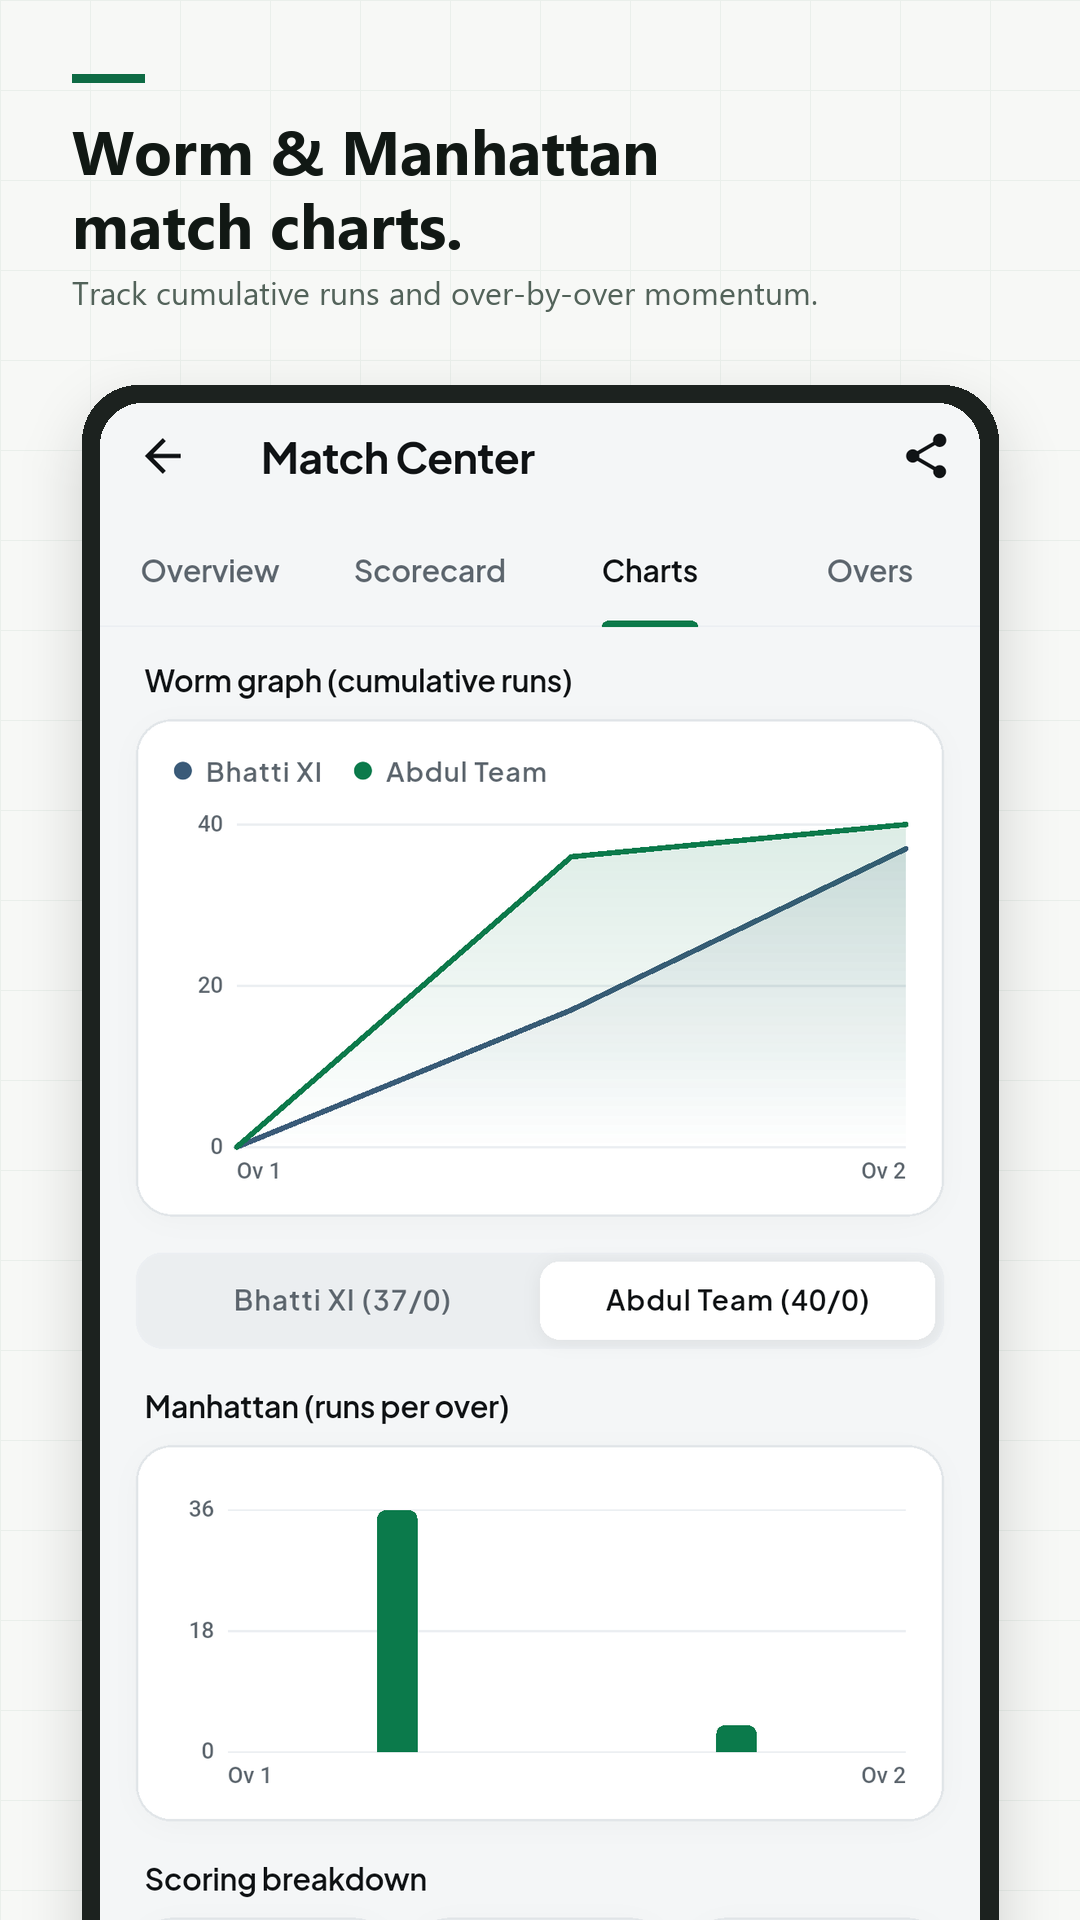 Worm & Manhattan
match charts.
Track cumulative runs and over-by-over momentum.
Match Center
Overview Scorecard Charts Overs
Worm graph (cumulative runs)
Bhatti XI Abdul Team
40
20
0
Ov 1 Ov 2
Bhatti XI (37/0) Abdul Team (40/0)
Manhattan (runs per over)
36
18
0
Ov 1 Ov 2
Scoring breakdown